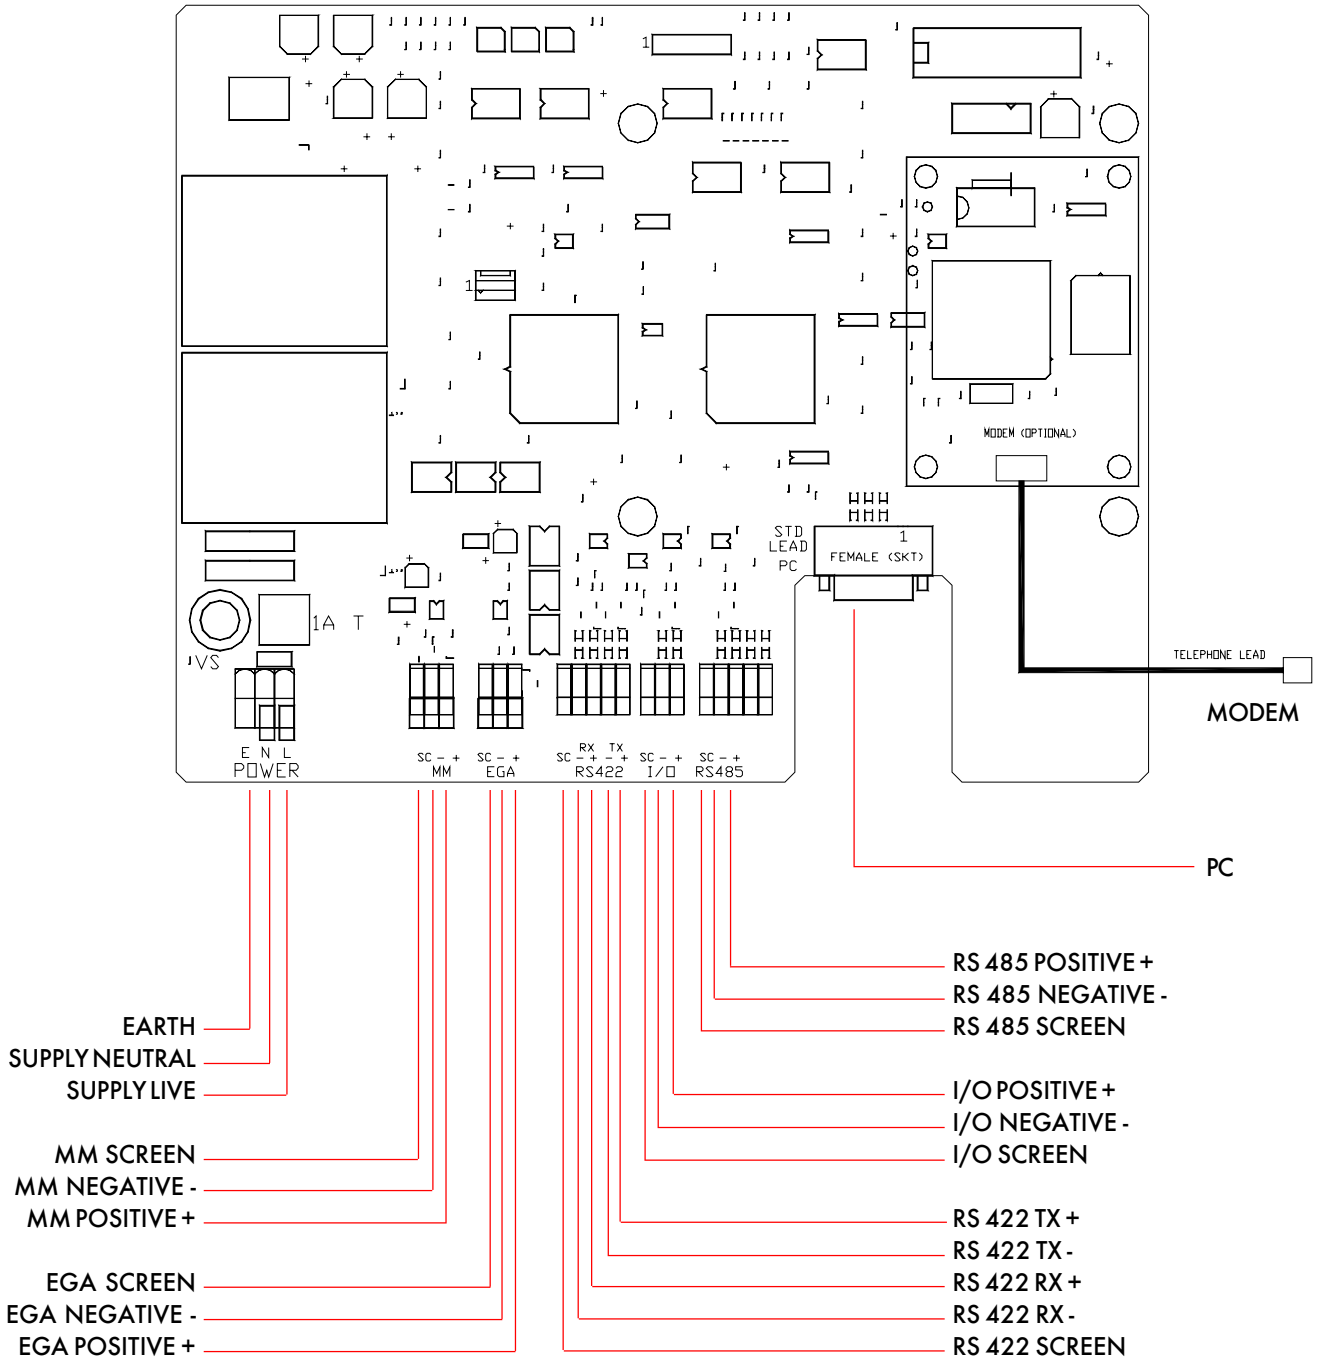 1
1
MODEM (OPTIONAL)
STD
LEAD
PC
1
FEMALE (SKT)
1A T
VS
TELEPHONE LEAD
MODEM
E N L
POWER
SC - +
MM
SC - +
EGA
RX TX
SC - + - +
RS422
SC - +
I/O
SC - +
RS485
PC
RS 485 POSITIVE +
RS 485 NEGATIVE -
RS 485 SCREEN
EARTH
SUPPLY NEUTRAL
SUPPLY LIVE
I/O POSITIVE +
I/O NEGATIVE -
I/O SCREEN
MM SCREEN
MM NEGATIVE -
MM POSITIVE +
RS 422 TX +
RS 422 TX -
RS 422 RX +
RS 422 RX -
RS 422 SCREEN
EGA SCREEN
EGA NEGATIVE -
EGA POSITIVE +